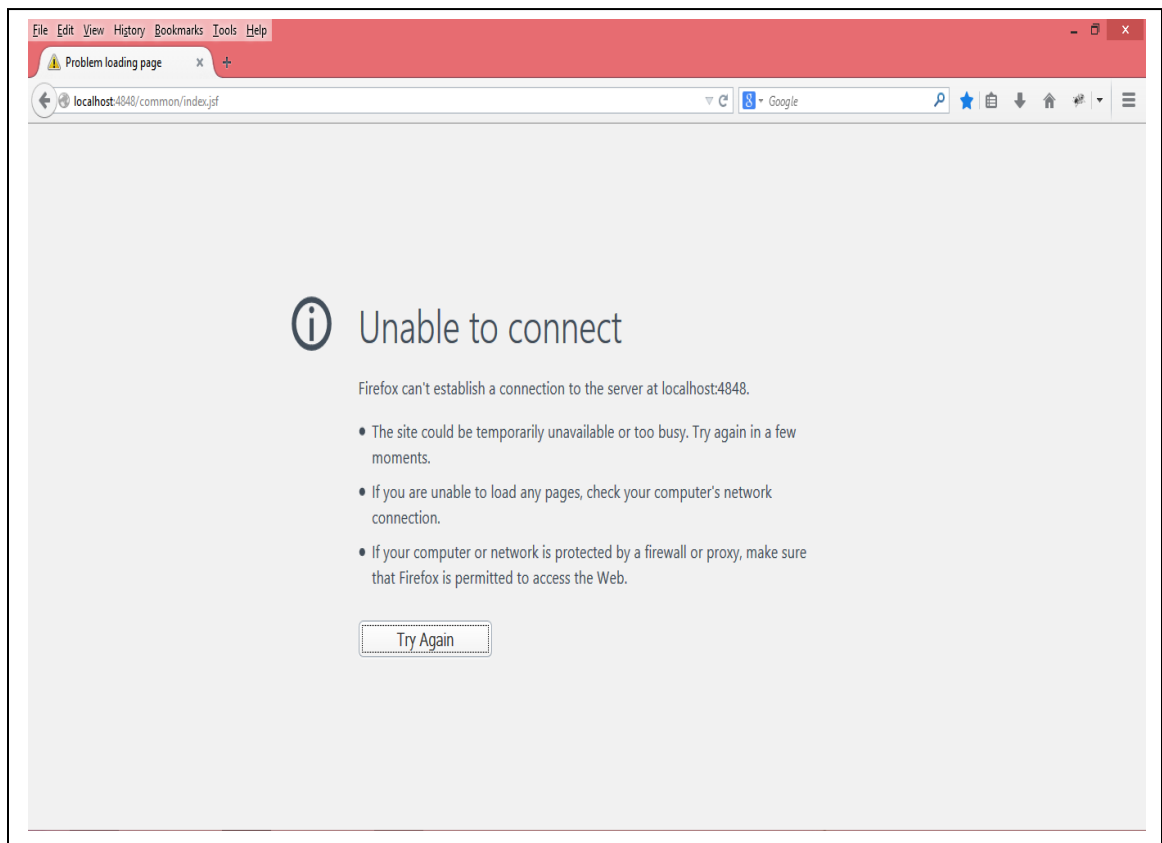 File Edit View History Bookmarks Tools Help
Problem loading page
localhost:4848/common/index.jsf
8 Google
Unable to connect
Firefox can't establish a connection to the server at localhost:4848.
The site could be temporarily unavailable or too busy. Try again in a few
moments.
If you are unable to load any pages, check your computer's network
connection.
If your computer or network is protected by a firewall or proxy, make sure
that Firefox is permitted to access the Web.
Try Again